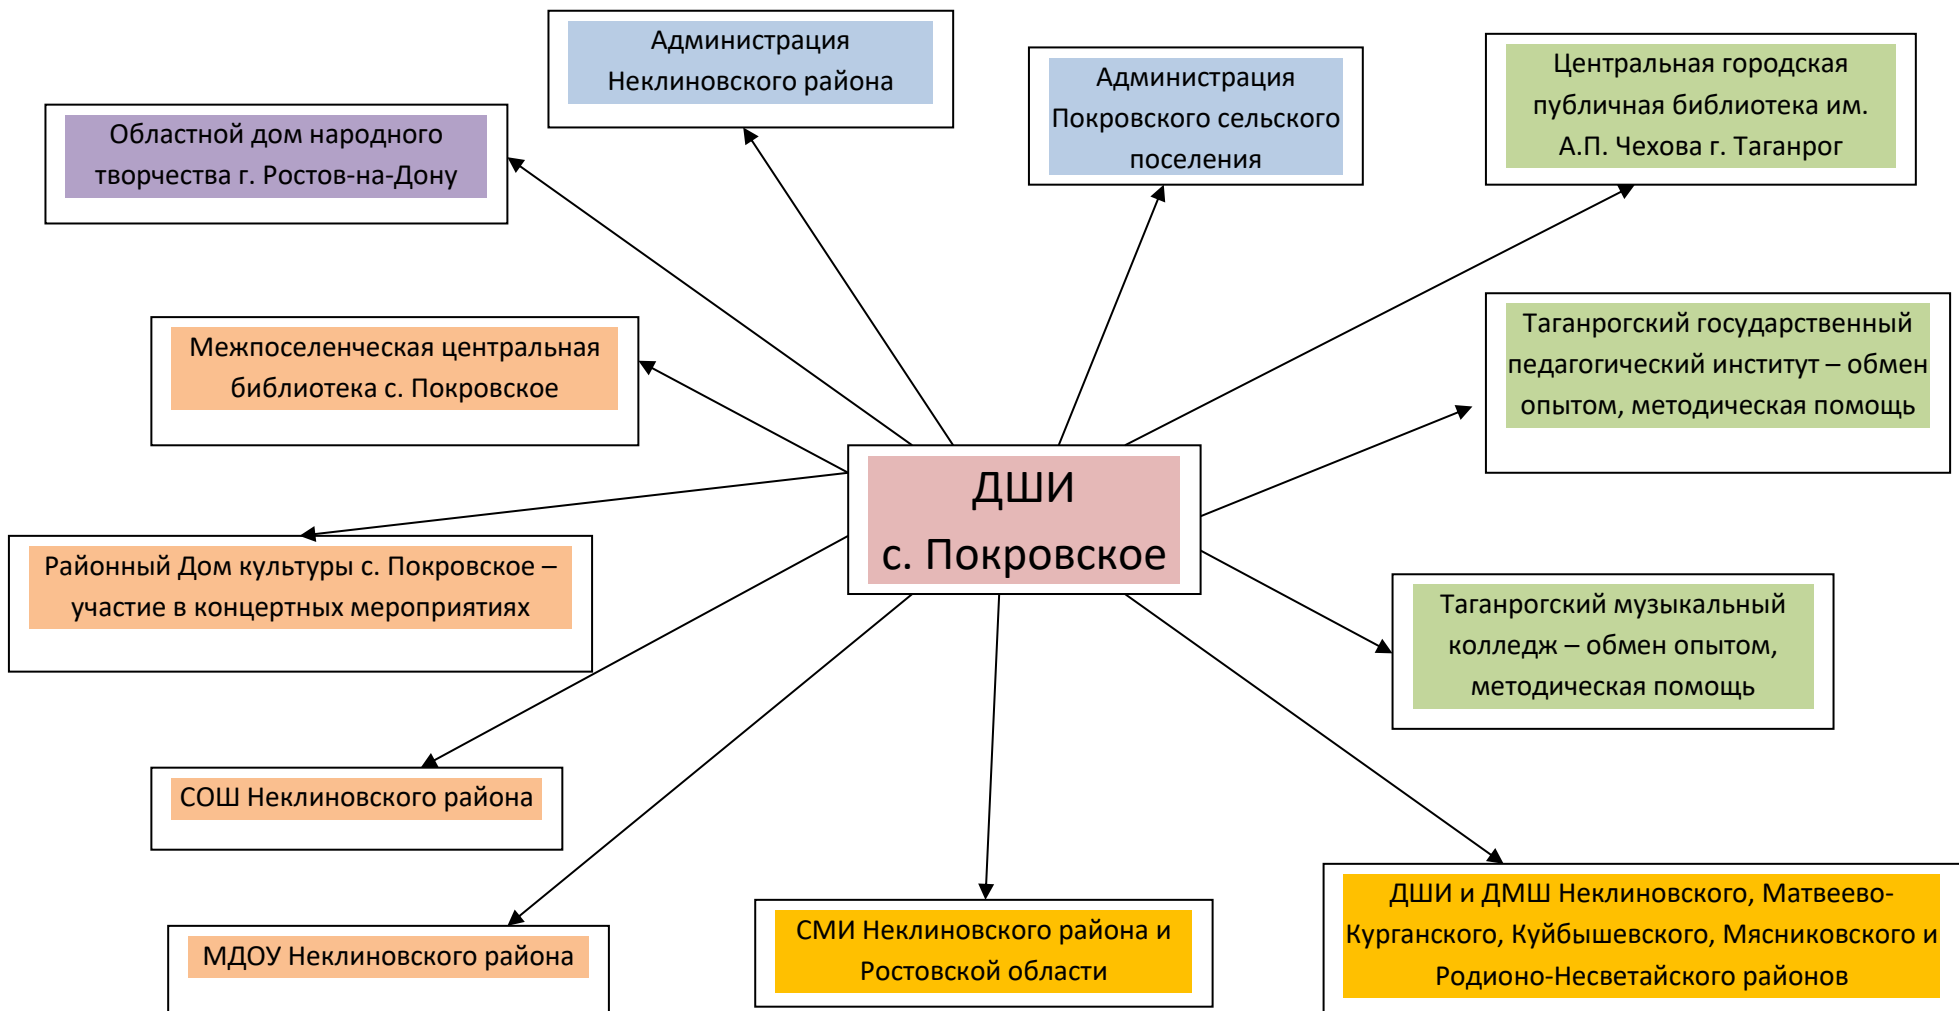 Администрация
Неклиновского района
Администрация
Покровского сельского
поселения
Центральная городская
публичная библиотека им.
А.П. Чехова г. Таганрог
Областной дом народного
творчества г. Ростов-на-Дону
Межпоселенческая центральная
библиотека с. Покровское
Таганрогский государственный
педагогический институт – обмен
опытом, методическая помощь
ДШИ
с. Покровское
Районный Дом культуры с. Покровское –
участие в концертных мероприятиях
Таганрогский музыкальный
колледж – обмен опытом,
методическая помощь
СОШ Неклиновского района
МДОУ Неклиновского района
СМИ Неклиновского района и
Ростовской области
ДШИ и ДМШ Неклиновского, Матвеево-
Курганского, Куйбышевского, Мясниковского и
Родионо-Несветайского районов